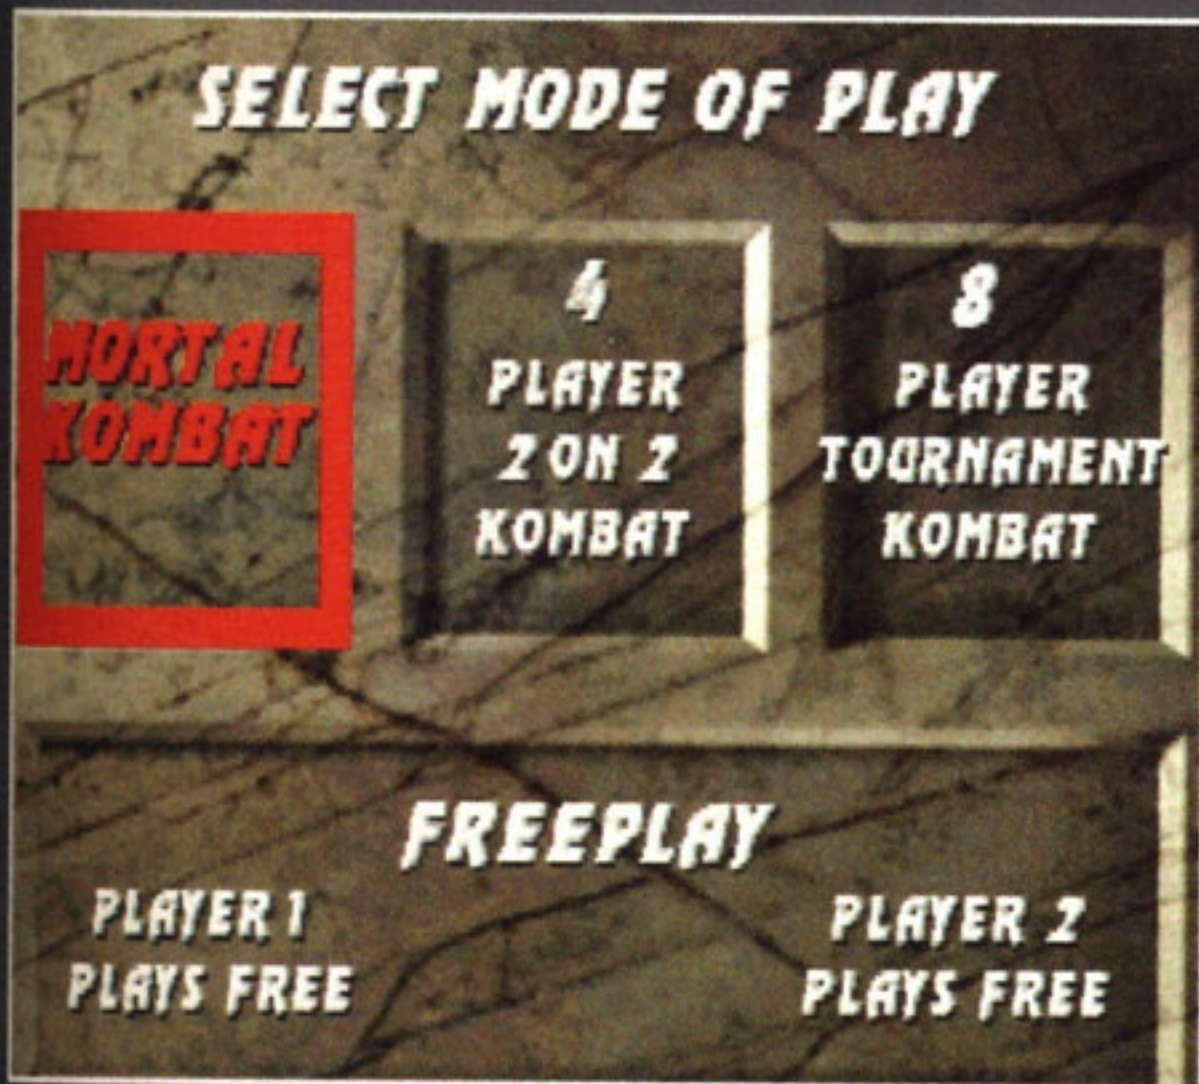 SELECT MODE OF PLAY
MORTAL
KOMBAT
4
PLAYER
2 ON 2
KOMBAT
8
PLAYER
TOURNAMENT
KOMBAT
FREEPLAY
PLAYER 1
PLAYS FREE
PLAYER 2
PLAYS FREE